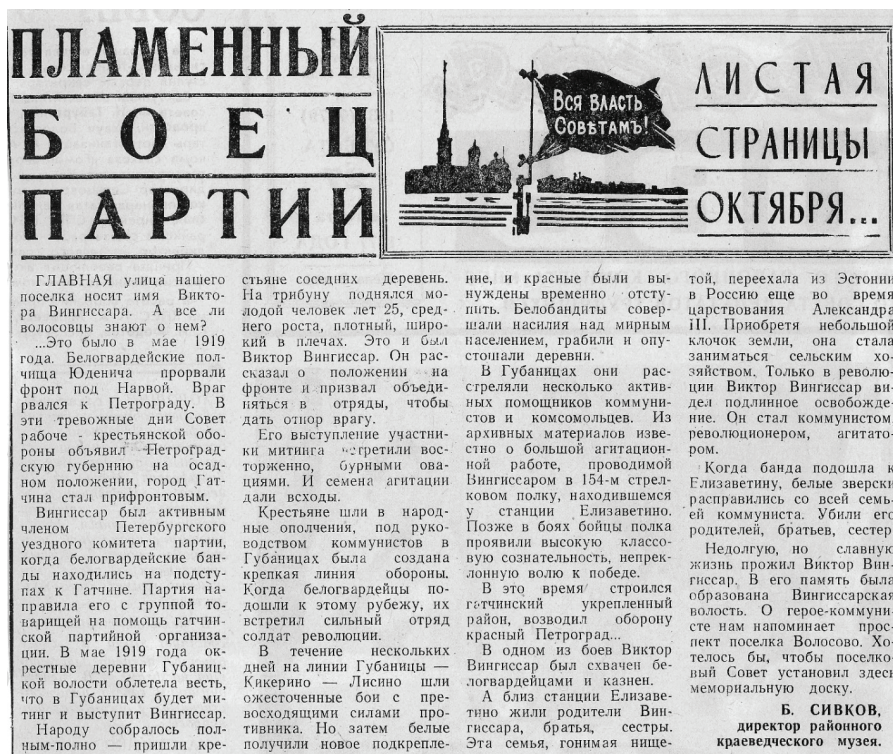 ПЛАМЕННЫЙ
БОЕЦ
ПАРТИИ
Вся власть
Совѣтамъ!
ЛИСТАЯ
СТРАНИЦЫ
ОКТЯБРЯ...
ГЛАВНАЯ улица нашего
поселка носит имя Викто-
ра Вингиссара. А все ли
волосовцы знают о нем?
...Это было в мае 1919
года. Белогвардейские пол-
чища Юденича прорвали
фронт под Нарвой. Враг
рвался к Петрограду. В
эти тревожные дни Совет
рабоче - крестьянской обо-
роны объявил Петроград-
скую губернию на осад-
ном положении, город Гат-
чина стал прифронтовым.
Вингиссар был активным
членом Петербургского
уездного комитета партии,
когда белогвардейские бан-
ды находились на подсту-
пах к Гатчине. Партия на-
правила его с группой то-
варищей на помощь гатчин-
ской партийной организа-
ции. В мае 1919 года ок-
рестные деревни Губаниц-
кой волости облетела весть,
что в Губаницах будет ми-
тинг и выступит Вингиссар.
Народу собралось пол-
ным-полно — пришли кре-
стьяне соседних деревень.
На трибуну поднялся мо-
лодой человек лет 25, сред-
него роста, плотный, широ-
кий в плечах. Это и был
Виктор Вингиссар. Он рас-
сказал о положении на
фронте и призвал объеди-
няться в отряды, чтобы
дать отпор врагу.
Его выступление участни-
ки митинга встретили вос-
торженно, бурными ова-
циями. И семена агитации
дали всходы.
Крестьяне шли в народ-
ные ополчения, под руко-
водством коммунистов в
Губаницах была создана
крепкая линия обороны.
Когда белогвардейцы по-
дошли к этому рубежу, их
встретил сильный отряд
солдат революции.
В течение нескольких
дней на линии Губаницы —
Кикерино — Лисино шли
ожесточенные бои с пре-
восходящими силами про-
тивника. Но затем белые
получили новое подкрепле-
ние, и красные были вы-
нуждены временно отсту-
пить. Белобандиты совер-
шали насилия над мирным
населением, грабили и опу-
стошали деревни.
В Губаницах они рас-
стреляли несколько актив-
ных помощников коммуни-
стов и комсомольцев. Из
архивных материалов изве-
стно о большой агитацион-
ной работе, проводимой
Вингиссаром в 154-м стрел-
ковом полку, находившемся
у станции Елизаветино.
Позже в боях бойцы полка
проявили высокую классо-
вую сознательность, непрек-
лонную волю к победе.
В это время строился
гатчинский укрепленный
район, возводил оборону
красный Петроград...
В одном из боев Виктор
Вингиссар был схвачен бе-
логвардейцами и казнен.
А близ станции Елизаве-
тино жили родители Вин-
гиссара, братья, сестры.
Эта семья, гонимая нище-
той, переехала из Эстонии
в Россию еще во время
царствования Александра
III. Приобретя небольшой
клочок земли, она стала
заниматься сельским хо-
зяйством. Только в револю-
ции Виктор Вингиссар ви-
дел подлинное освобожде-
ние. Он стал коммунистом,
революционером, агитато-
ром.
Когда банда подошла к
Елизаветину, белые зверски
расправились со всей семь-
ей коммуниста. Убили его
родителей, братьев, сестер.
Недолгую, но славную
жизнь прожил Виктор Вин-
гиссар. В его память была
образована Вингиссарская
волость. О герое-коммуни-
сте нам напоминает прос-
пект поселка Волосово. Хо-
телось бы, чтобы поселко-
вый Совет установил здесь
мемориальную доску.
Б. СИВКОВ,
директор районного
краеведческого музея.